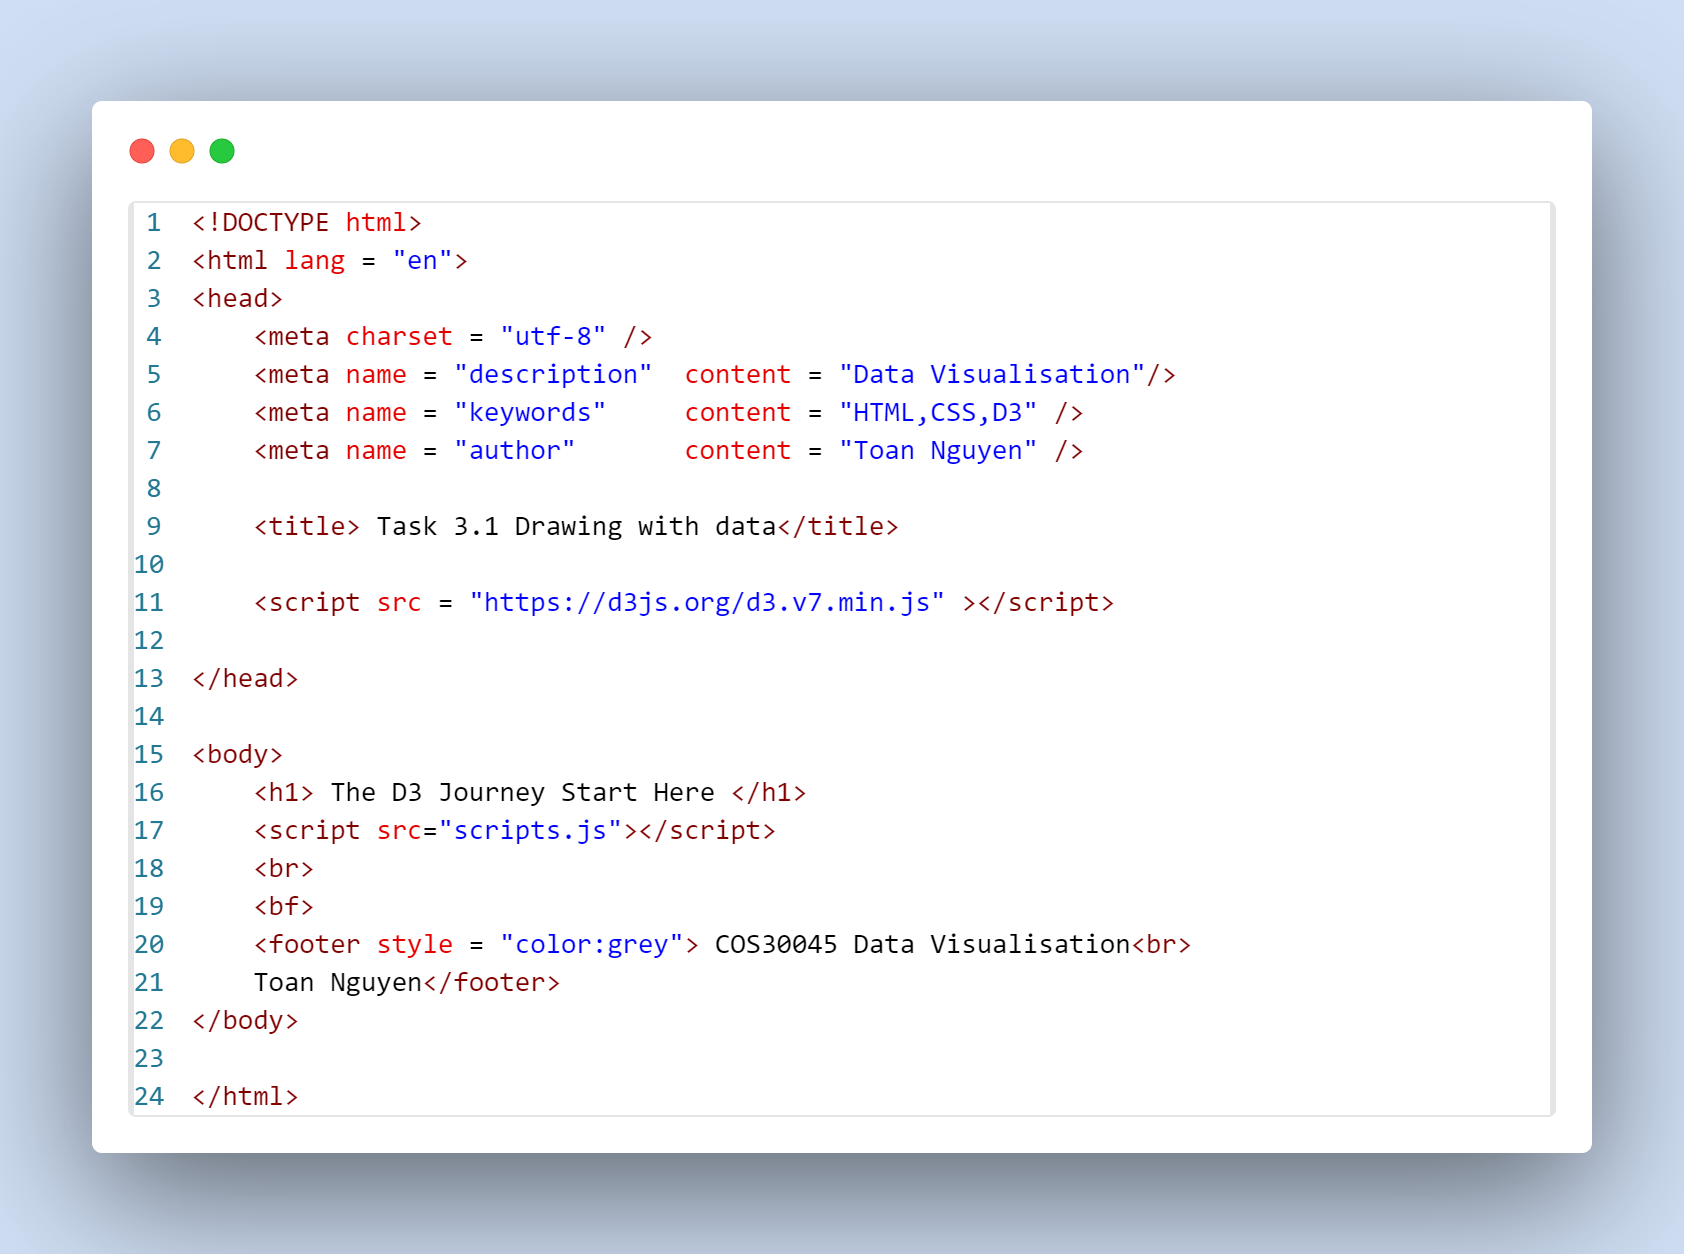 1 <!DOCTYPE html>
2 <html lang = "en">
3 <head>
4     <meta charset = "utf-8" />
5     <meta name = "description"  content = "Data Visualisation"/>
6     <meta name = "keywords"     content = "HTML,CSS,D3" />
7     <meta name = "author"       content = "Toan Nguyen" />
8
9     <title> Task 3.1 Drawing with data</title>
10
11     <script src = "https://d3js.org/d3.v7.min.js" ></script>
12
13 </head>
14
15 <body>
16     <h1> The D3 Journey Start Here </h1>
17     <script src="scripts.js"></script>
18     <br>
19     <bf>
20     <footer style = "color:grey"> COS30045 Data Visualisation<br>
21     Toan Nguyen</footer>
22 </body>
23
24 </html>